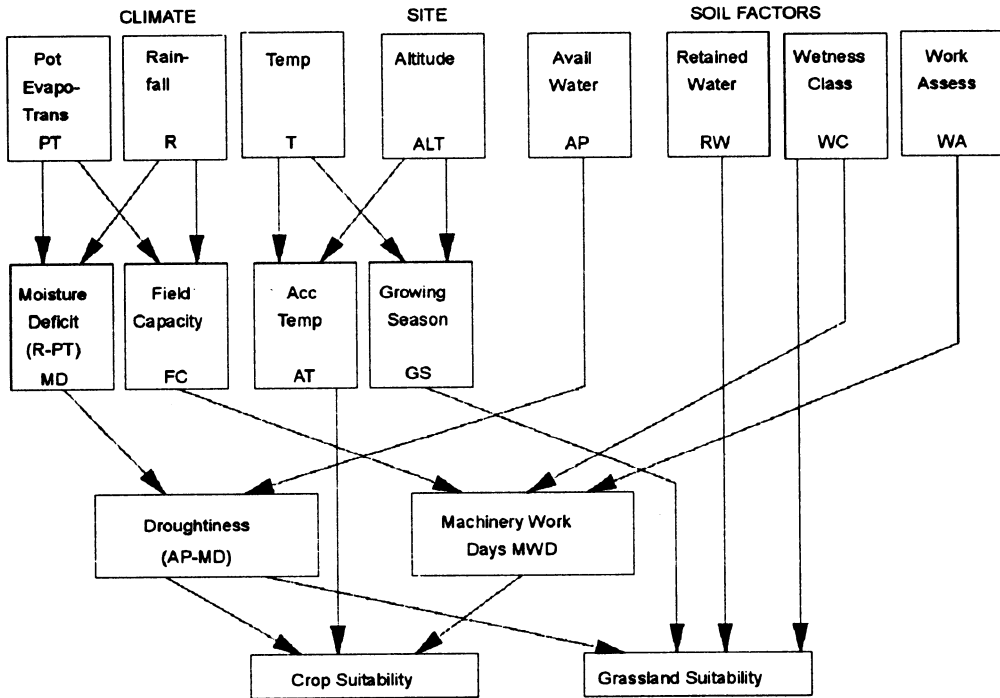 CLIMATE
SITE
SOIL FACTORS
Pot
Evapo-
Trans
PT
Rain-
fall
R
Temp
T
Altitude
ALT
Avail
Water
AP
Retained
Water
RW
Wetness
Class
WC
Work
Assess
WA
Moisture
Deficit
(R-PT)
MD
Field
Capacity
FC
Acc
Temp
AT
Growing
Season
GS
Droughtiness
(AP-MD)
Machinery Work
Days MWD
Crop Suitability
Grassland Suitability